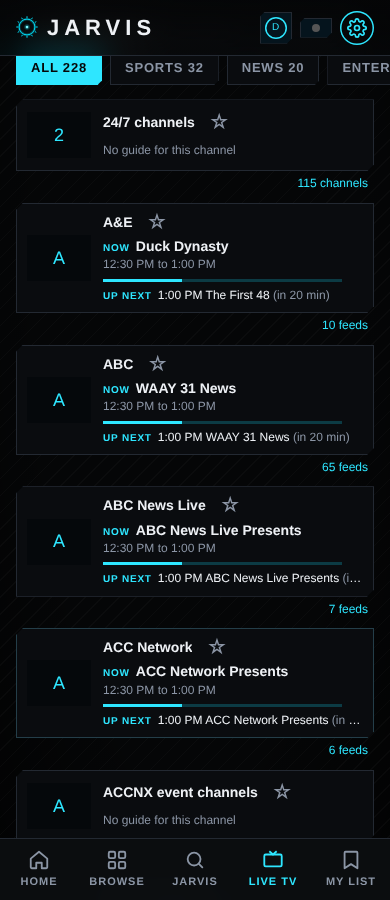 JARVIS
D
ALL 228 SPORTS 32 NEWS 20 ENTER
2
24/7 channels
No guide for this channel
115 channels
A
A&E
NOW Duck Dynasty
12:30 PM to 1:00 PM
UP NEXT 1:00 PM The First 48 (in 20 min)
10 feeds
A
ABC
NOW WAAY 31 News
12:30 PM to 1:00 PM
UP NEXT 1:00 PM WAAY 31 News (in 20 min)
65 feeds
A
ABC News Live
NOW ABC News Live Presents
12:30 PM to 1:00 PM
UP NEXT 1:00 PM ABC News Live Presents (i...
7 feeds
A
ACC Network
NOW ACC Network Presents
12:30 PM to 1:00 PM
UP NEXT 1:00 PM ACC Network Presents (in ...
6 feeds
A
ACCNX event channels
No guide for this channel
HOME BROWSE JARVIS LIVE TV MY LIST